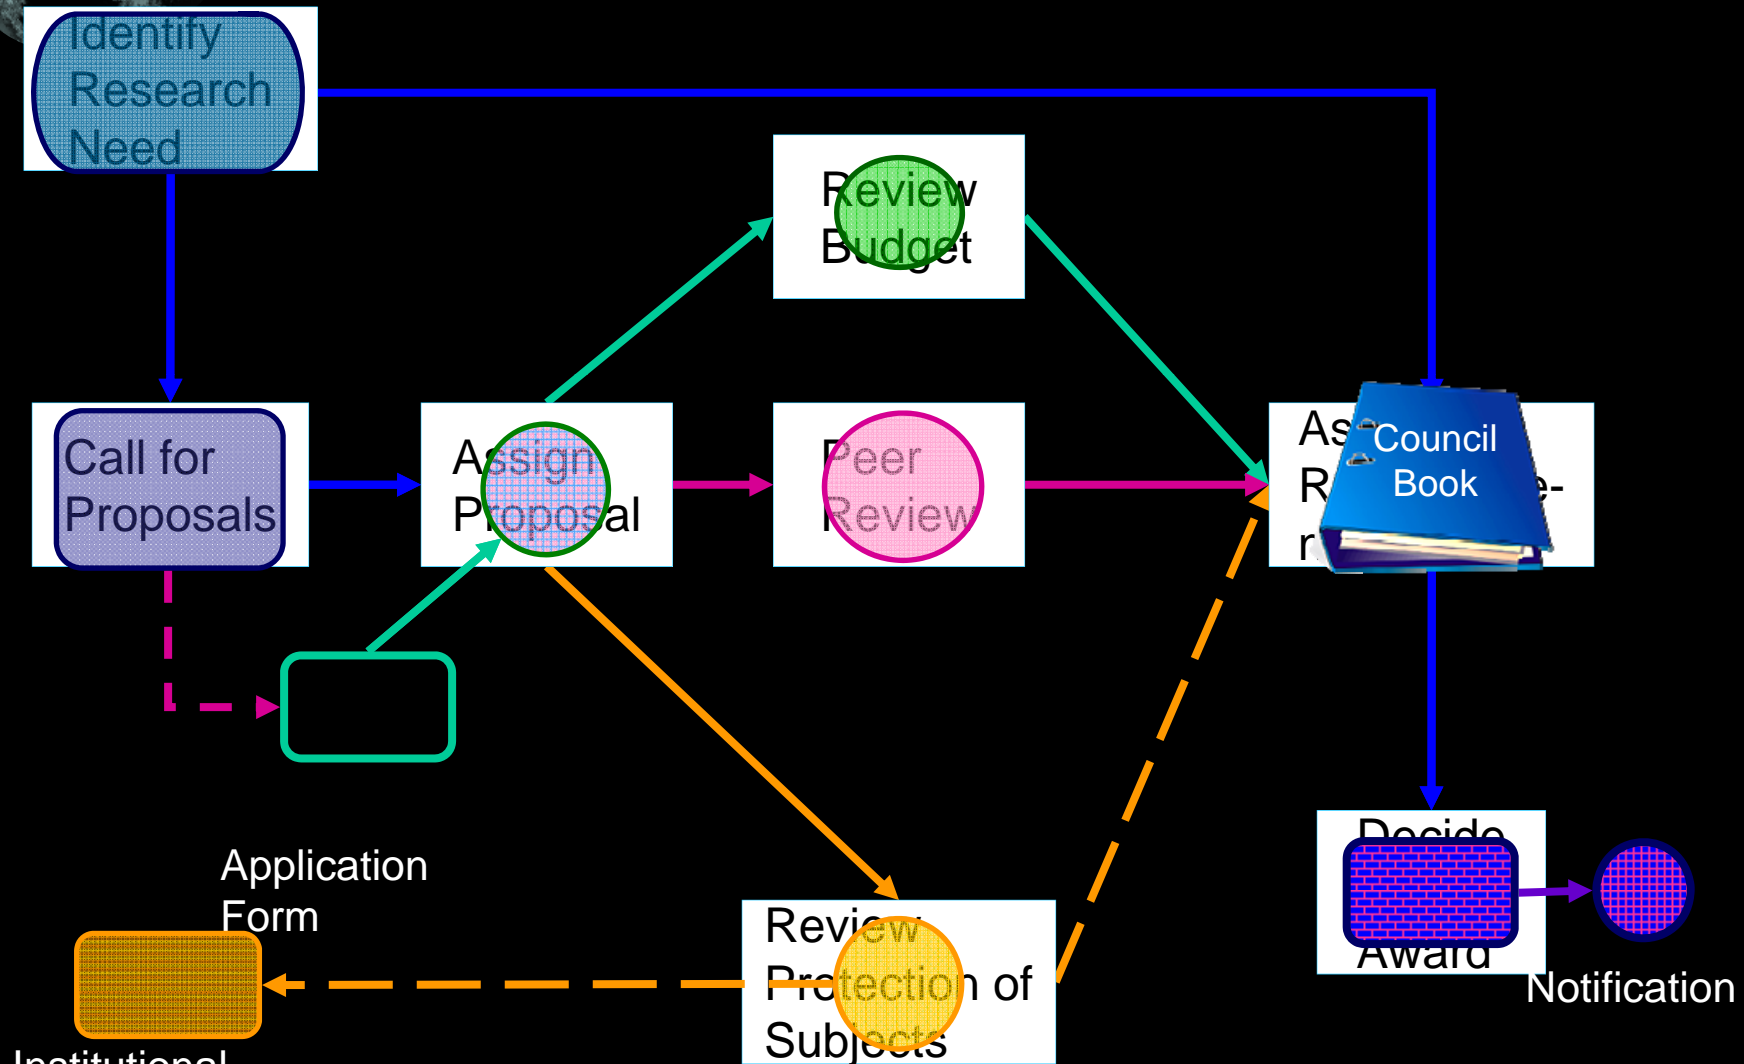 Identify
Research
Need
Review
Budget
Call for
Proposals
Assign
Proposal
Peer
Review
Council
Book
Application
Form
Review
Protection of
Subjects
Decide
Award
Notification
Institutional